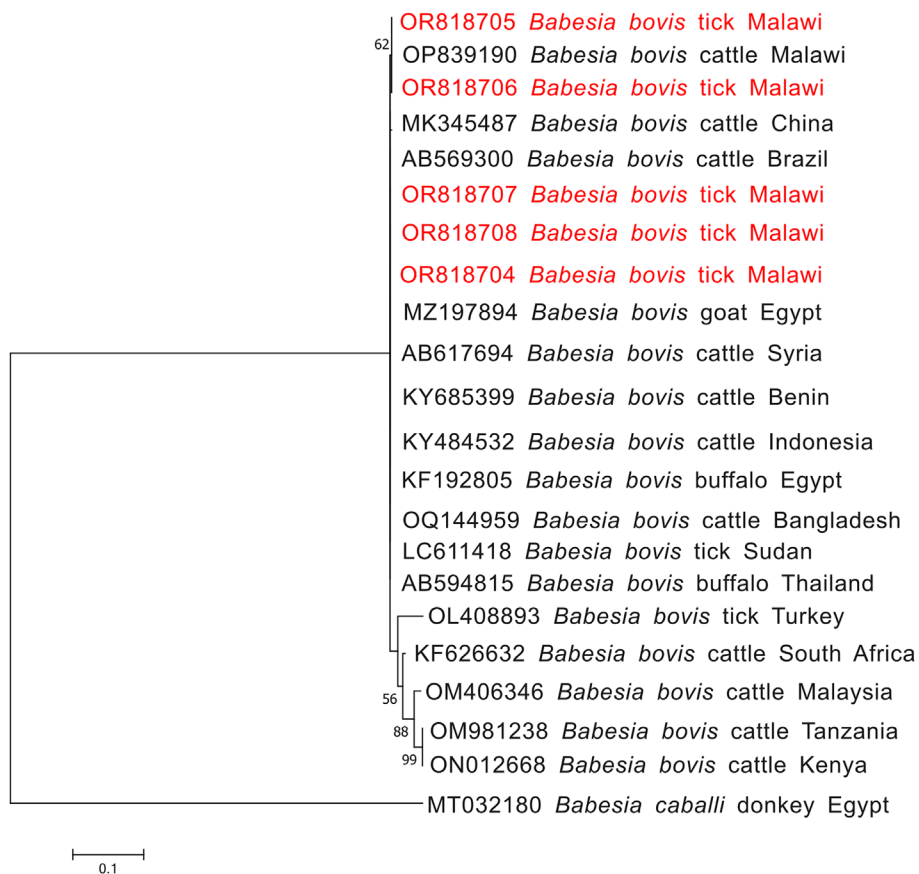 OR818705 Babesia bovis tick Malawi
62
OP839190 Babesia bovis cattle Malawi
OR818706 Babesia bovis tick Malawi
MK345487 Babesia bovis cattle China
AB569300 Babesia bovis cattle Brazil
OR818707 Babesia bovis tick Malawi
OR818708 Babesia bovis tick Malawi
OR818704 Babesia bovis tick Malawi
MZ197894 Babesia bovis goat Egypt
AB617694 Babesia bovis cattle Syria
KY685399 Babesia bovis cattle Benin
KY484532 Babesia bovis cattle Indonesia
KF192805 Babesia bovis buffalo Egypt
OQ144959 Babesia bovis cattle Bangladesh
LC611418 Babesia bovis tick Sudan
AB594815 Babesia bovis buffalo Thailand
OL408893 Babesia bovis tick Turkey
KF626632 Babesia bovis cattle South Africa
OM406346 Babesia bovis cattle Malaysia
56
OM981238 Babesia bovis cattle Tanzania
88
99
ON012668 Babesia bovis cattle Kenya
MT032180 Babesia caballi donkey Egypt
0.1